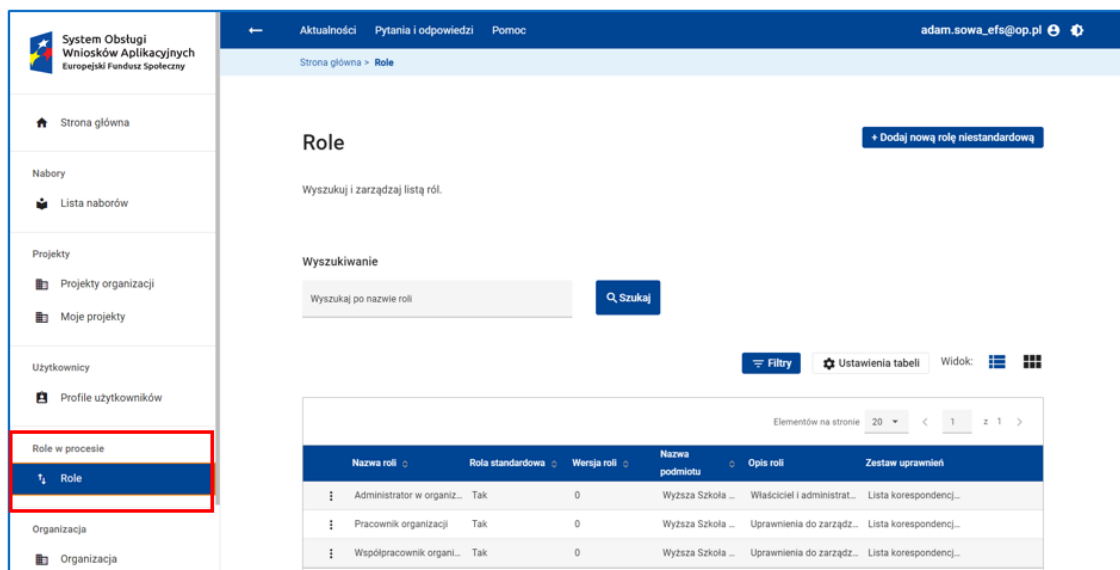 System Obsługi
Wniosków Aplikacyjnych
Europejski Fundusz Społeczny
Aktualności Pytania i odpowiedzi Pomoc adam.sowa_efs@op.pl
Strona główna > Role
Strona główna
Nabory
Lista naborów
Projekty
Projekty organizacji
Moje projekty
Użytkownicy
Profile użytkowników
Role w procesie
Role
Organizacja
Organizacja
Role
+ Dodaj nową rolę niestandardową
Wyszukuj i zarządzaj listą ról.
Wyszukiwanie
Wyszukaj po nazwie roli
Szukaj
Filtry Ustawienia tabeli Widok:
Elementów na stronie 20 < 1 z 1 >
Nazwa roli Rola standardowa Wersja roli Nazwa podmiotu Opis roli Zestaw uprawnień
Administrator w organiz... Tak 0 Wyższa Szkoła ... Właściciel i administrat... Lista korespondencj...
Pracownik organizacji Tak 0 Wyższa Szkoła ... Uprawnienia do zarządz... Lista korespondencj...
Współpracownik organi... Tak 0 Wyższa Szkoła ... Uprawnienia do zarządz... Lista korespondencj...